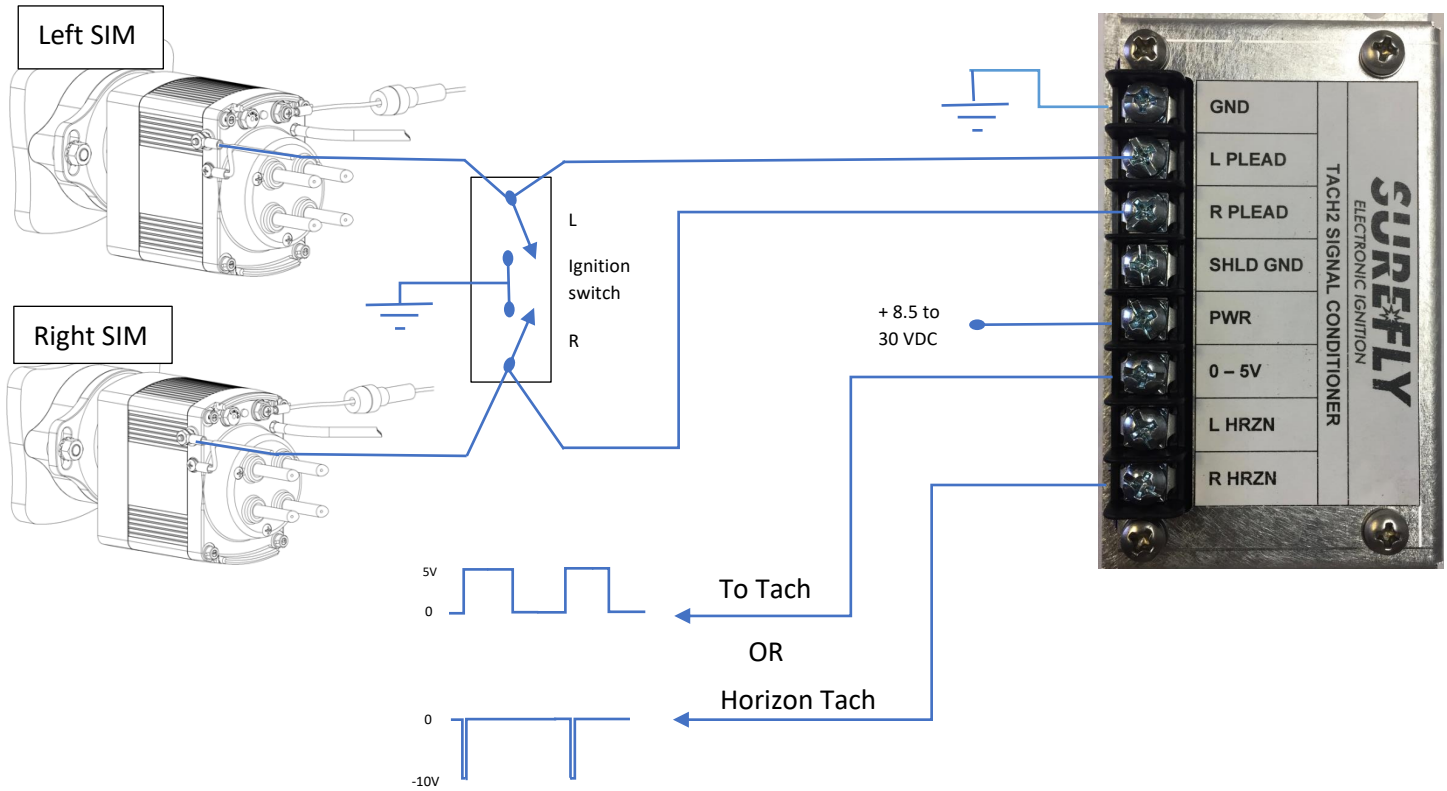 Left SIM
Right SIM
L
Ignition
switch
R
+ 8.5 to
30 VDC
GND
L PLEAD
R PLEAD
SHLD GND
PWR
0 – 5V
L HRZN
R HRZN
TACH2 SIGNAL CONDITIONER
SUREFLY
ELECTRONIC IGNITION
5V
0
To Tach
OR
Horizon Tach
0
-10V